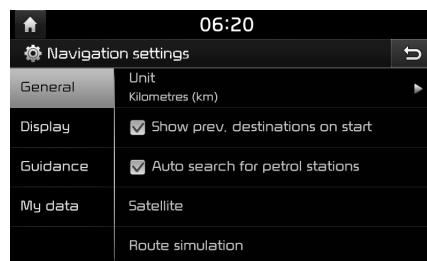 06:20
Navigation settings
General
Unit
Kilometres (km)
Display
Show prev. destinations on start
Guidance
Auto search for petrol stations
My data
Satellite
Route simulation